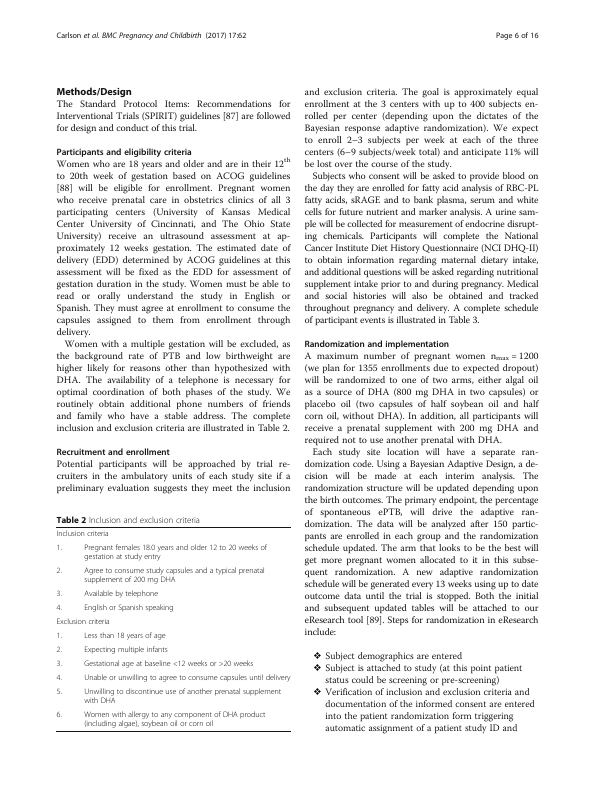 Carlson et al. BMC Pregnancy and Childbirth (2017) 17:62
Page 6 of 16
Methods/Design
The Standard Protocol Items: Recommendations for
Interventional Trials (SPIRIT) guidelines [87] are followed
for design and conduct of this trial.
Participants and eligibility criteria
Women who are 18 years and older and are in their 12th
to 20th week of gestation based on ACOG guidelines
[88] will be eligible for enrollment. Pregnant women
who receive prenatal care in obstetrics clinics of all 3
participating centers (University of Kansas Medical
Center University of Cincinnati, and The Ohio State
University) receive an ultrasound assessment at ap-
proximately 12 weeks gestation. The estimated date of
delivery (EDD) determined by ACOG guidelines at this
assessment will be fixed as the EDD for assessment of
gestation duration in the study. Women must be able to
read or orally understand the study in English or
Spanish. They must agree at enrollment to consume the
capsules assigned to them from enrollment through
delivery.
Women with a multiple gestation will be excluded, as
the background rate of PTB and low birthweight are
higher likely for reasons other than hypothesized with
DHA. The availability of a telephone is necessary for
optimal coordination of both phases of the study. We
routinely obtain additional phone numbers of friends
and family who have a stable address. The complete
inclusion and exclusion criteria are illustrated in Table 2.
Recruitment and enrollment
Potential participants will be approached by trial re-
cruiters in the ambulatory units of each study site if a
preliminary evaluation suggests they meet the inclusion
Table 2 Inclusion and exclusion criteria
Inclusion criteria
1. Pregnant females 18.0 years and older 12 to 20 weeks of
gestation at study entry
2. Agree to consume study capsules and a typical prenatal
supplement of 200 mg DHA
3. Available by telephone
4. English or Spanish speaking
Exclusion criteria
1. Less than 18 years of age
2. Expecting multiple infants
3. Gestational age at baseline <12 weeks or >20 weeks
4. Unable or unwilling to agree to consume capsules until delivery
5. Unwilling to discontinue use of another prenatal supplement
with DHA
6. Women with allergy to any component of DHA product
(including algae), soybean oil or corn oil
and exclusion criteria. The goal is approximately equal
enrollment at the 3 centers with up to 400 subjects en-
rolled per center (depending upon the dictates of the
Bayesian response adaptive randomization). We expect
to enroll 2–3 subjects per week at each of the three
centers (6–9 subjects/week total) and anticipate 11% will
be lost over the course of the study.
Subjects who consent will be asked to provide blood on
the day they are enrolled for fatty acid analysis of RBC-PL
fatty acids, sRAGE and to bank plasma, serum and white
cells for future nutrient and marker analysis. A urine sam-
ple will be collected for measurement of endocrine disrupt-
ing chemicals. Participants will complete the National
Cancer Institute Diet History Questionnaire (NCI DHQ-II)
to obtain information regarding maternal dietary intake,
and additional questions will be asked regarding nutritional
supplement intake prior to and during pregnancy. Medical
and social histories will also be obtained and tracked
throughout pregnancy and delivery. A complete schedule
of participant events is illustrated in Table 3.
Randomization and implementation
A maximum number of pregnant women nmax = 1200
(we plan for 1355 enrollments due to expected dropout)
will be randomized to one of two arms, either algal oil
as a source of DHA (800 mg DHA in two capsules) or
placebo oil (two capsules of half soybean oil and half
corn oil, without DHA). In addition, all participants will
receive a prenatal supplement with 200 mg DHA and
required not to use another prenatal with DHA.
Each study site location will have a separate ran-
domization code. Using a Bayesian Adaptive Design, a de-
cision will be made at each interim analysis. The
randomization structure will be updated depending upon
the birth outcomes. The primary endpoint, the percentage
of spontaneous ePTB, will drive the adaptive ran-
domization. The data will be analyzed after 150 partic-
pants are enrolled in each group and the randomization
schedule updated. The arm that looks to be the best will
get more pregnant women allocated to it in this subse-
quent randomization. A new adaptive randomization
schedule will be generated every 13 weeks using up to date
outcome data until the trial is stopped. Both the initial
and subsequent updated tables will be attached to our
eResearch tool [89]. Steps for randomization in eResearch
include:
❖ Subject demographics are entered
❖ Subject is attached to study (at this point patient
status could be screening or pre-screening)
❖ Verification of inclusion and exclusion criteria and
documentation of the informed consent are entered
into the patient randomization form triggering
automatic assignment of a patient study ID and